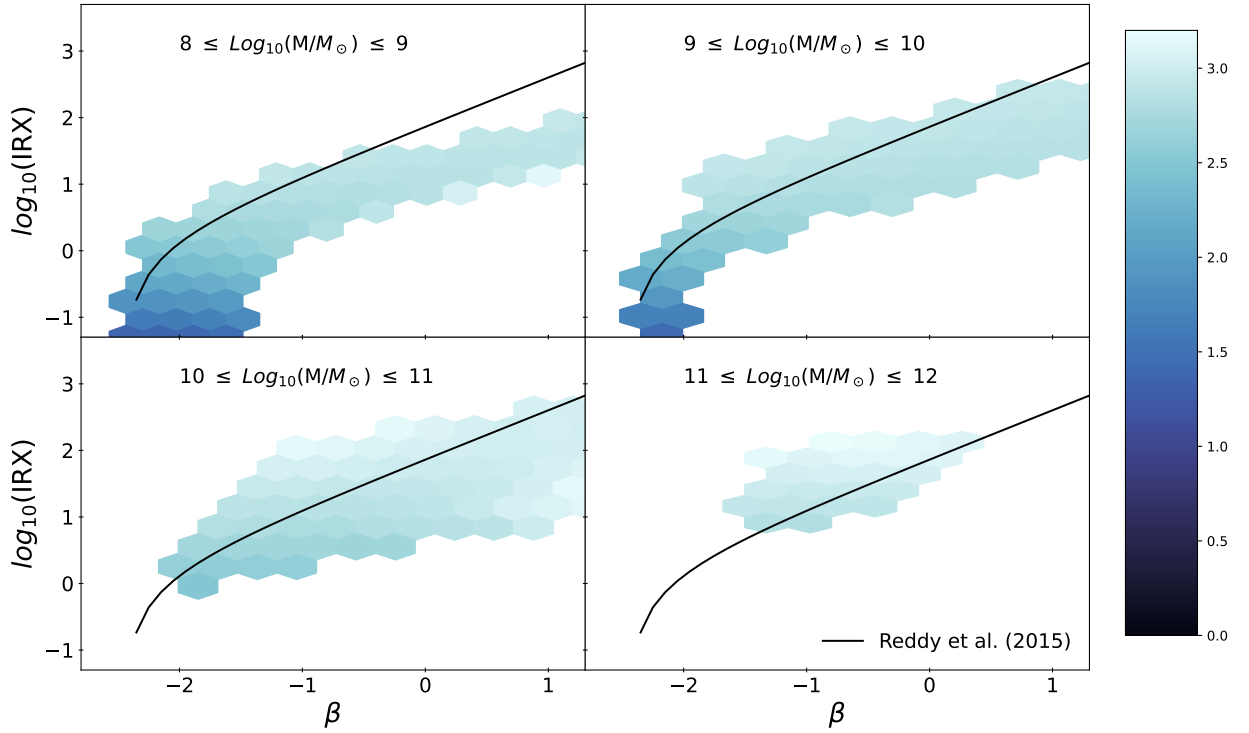 8 ≤ Log₁₀(M/M⊙) ≤ 9
9 ≤ Log₁₀(M/M⊙) ≤ 10
3
2
1
0
−1
log₁₀(IRX)
10 ≤ Log₁₀(M/M⊙) ≤ 11
11 ≤ Log₁₀(M/M⊙) ≤ 12
3
2
1
0
−1
log₁₀(IRX)
Reddy et al. (2015)
−2 −1 0 1
β
−2 −1 0 1
β
3.0
2.5
2.0
1.5
1.0
0.5
0.0